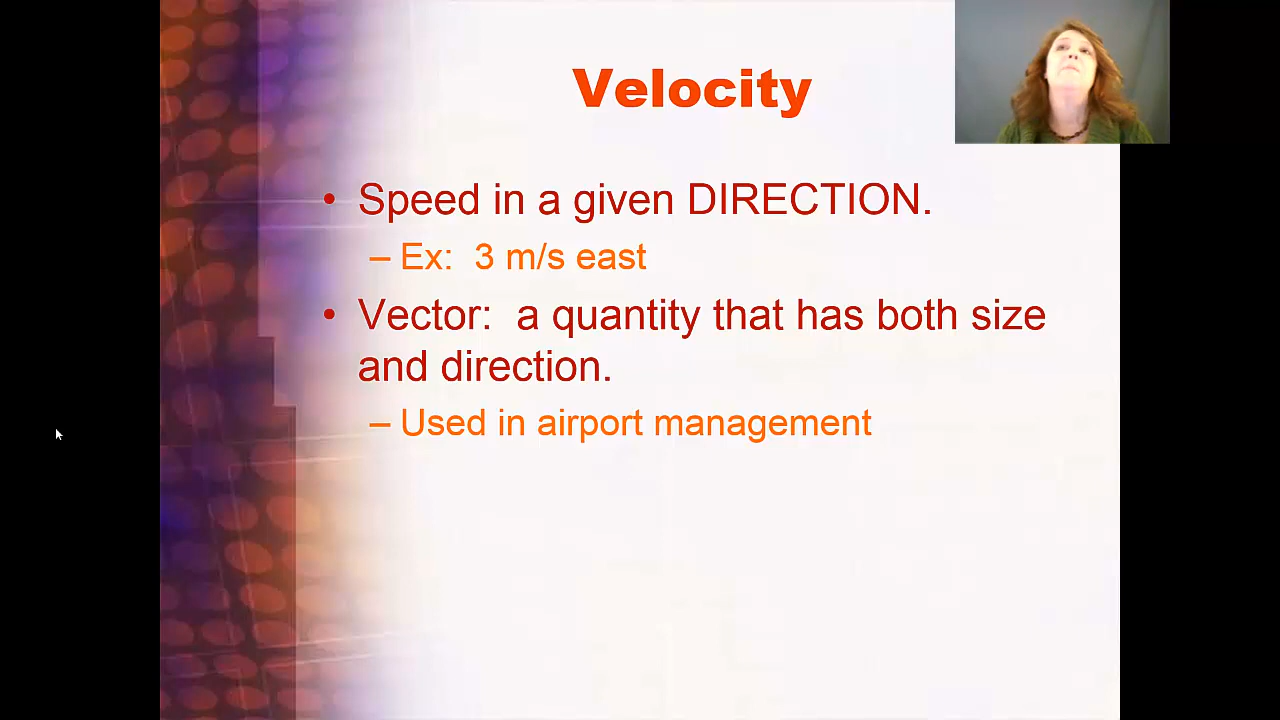 Velocity
• Speed in a given DIRECTION.
– Ex:  3 m/s east
• Vector:  a quantity that has both size
and direction.
– Used in airport management